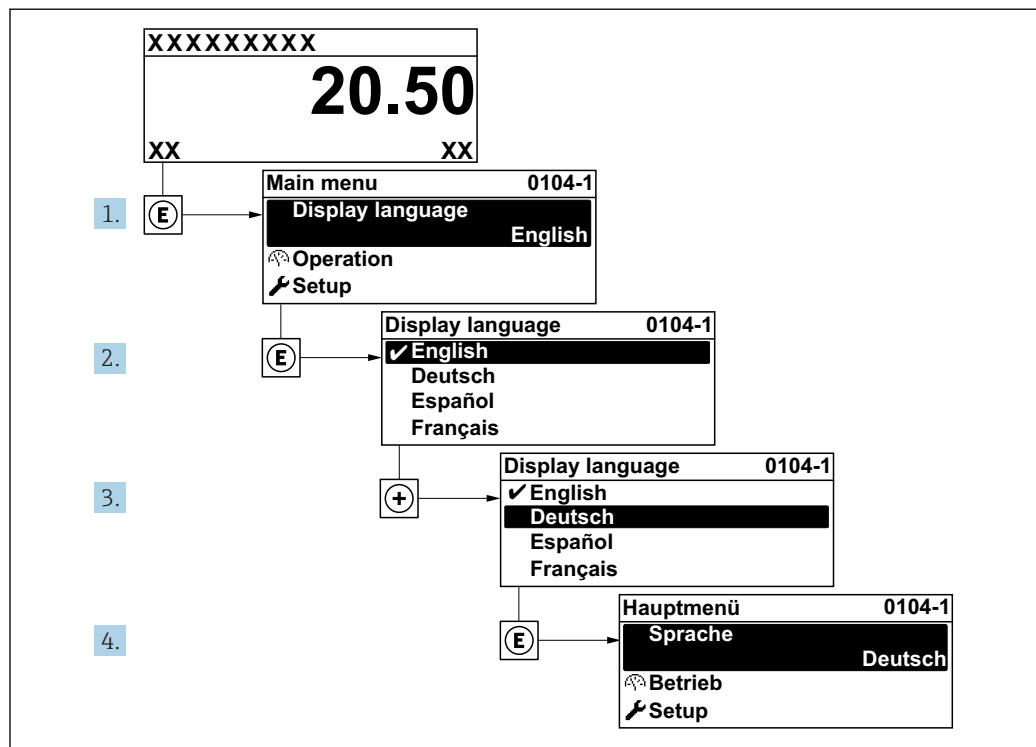 XXXXXXXXX
20.50
XX XX
1.
E
Main menu 0104-1
Display language
English
Operation
Setup
2.
E
Display language 0104-1
✔ English
Deutsch
Español
Français
3.
+
Display language 0104-1
✔ English
Deutsch
Español
Français
4.
E
Hauptmenü 0104-1
Sprache
Deutsch
Betrieb
Setup